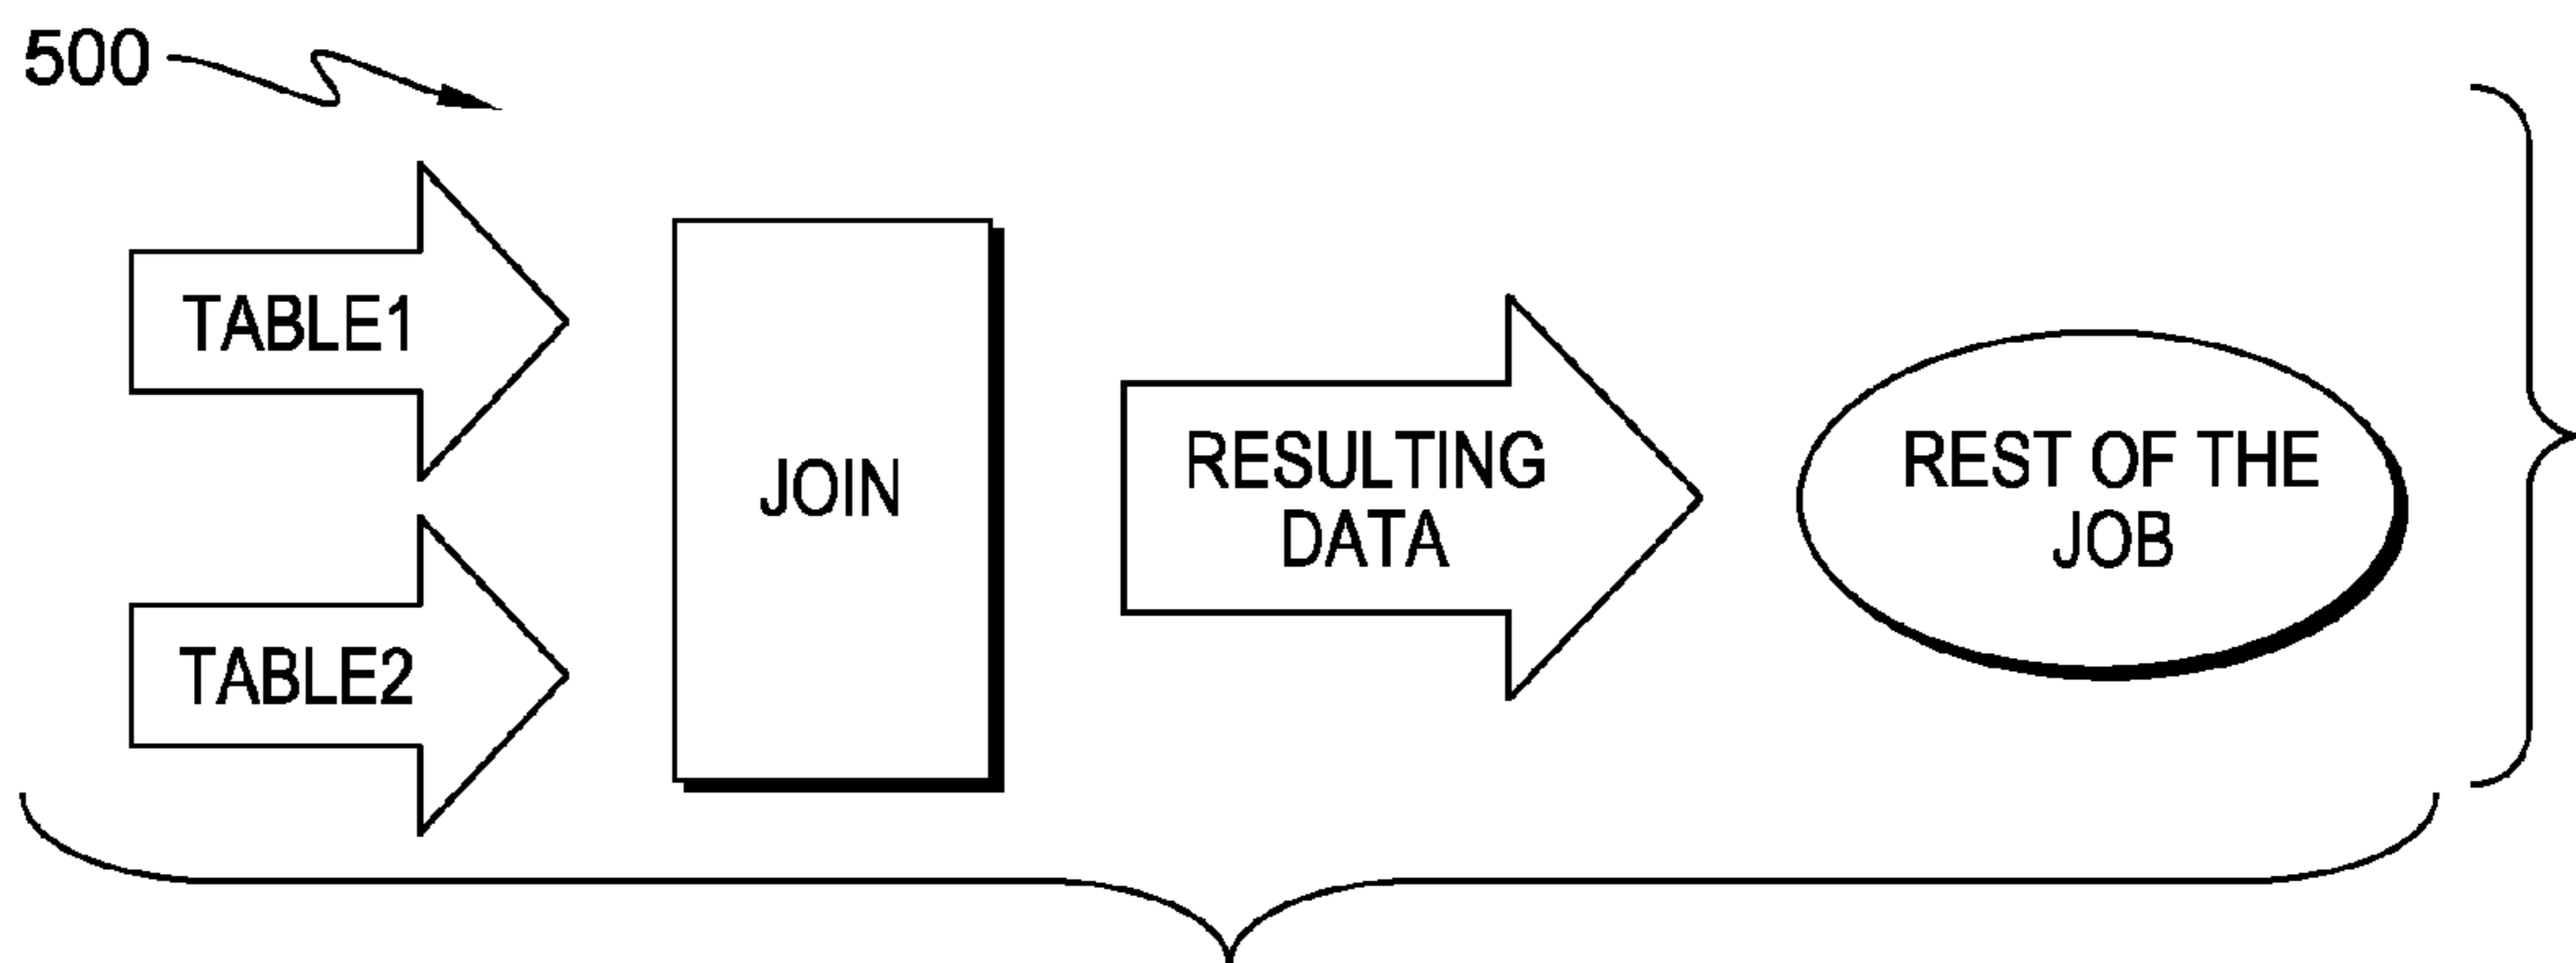 500
TABLE1
TABLE2
JOIN
RESULTING
DATA
REST OF THE
JOB